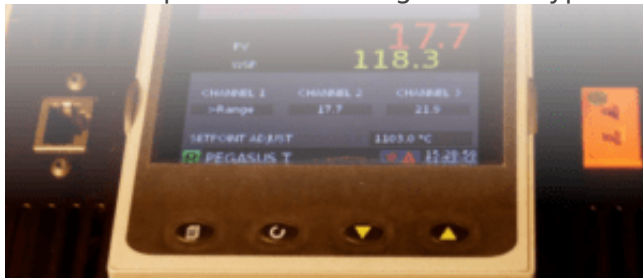 17.7
PV
WSP 118.3
CHANNEL 1 CHANNEL 2 CHANNEL 3
>Range 17.7 21.9
SETPOINT ADJUST 1103.0 °C
PEGASUS T